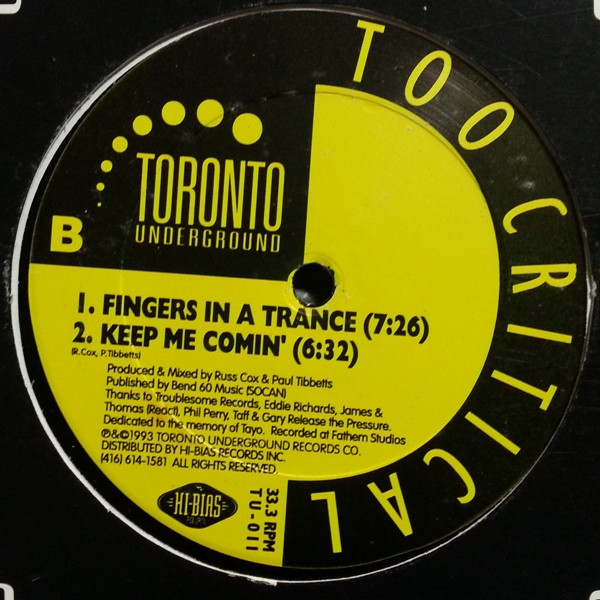 TOO CRITICAL
TORONTO
UNDERGROUND
B
1. FINGERS IN A TRANCE (7:26)
2. KEEP ME COMIN' (6:32)
(R.Cox, P.Tibbetts)
Produced & Mixed by Russ Cox & Paul Tibbetts
Published by Bend 60 Music (SOCAN)
Thanks to Troublesome Records, Eddie Richards, James &
Thomas (React), Phil Perry, Taff & Gary Release the Pressure.
Dedicated to the memory of Tayo. Recorded at Fathem Studios
℗&©1993 TORONTO UNDERGROUND RECORDS CO.
DISTRIBUTED BY HI-BIAS RECORDS INC.
(416) 614-1581 ALL RIGHTS RESERVED.
HI-BIAS
33.3 RPM
TU-011